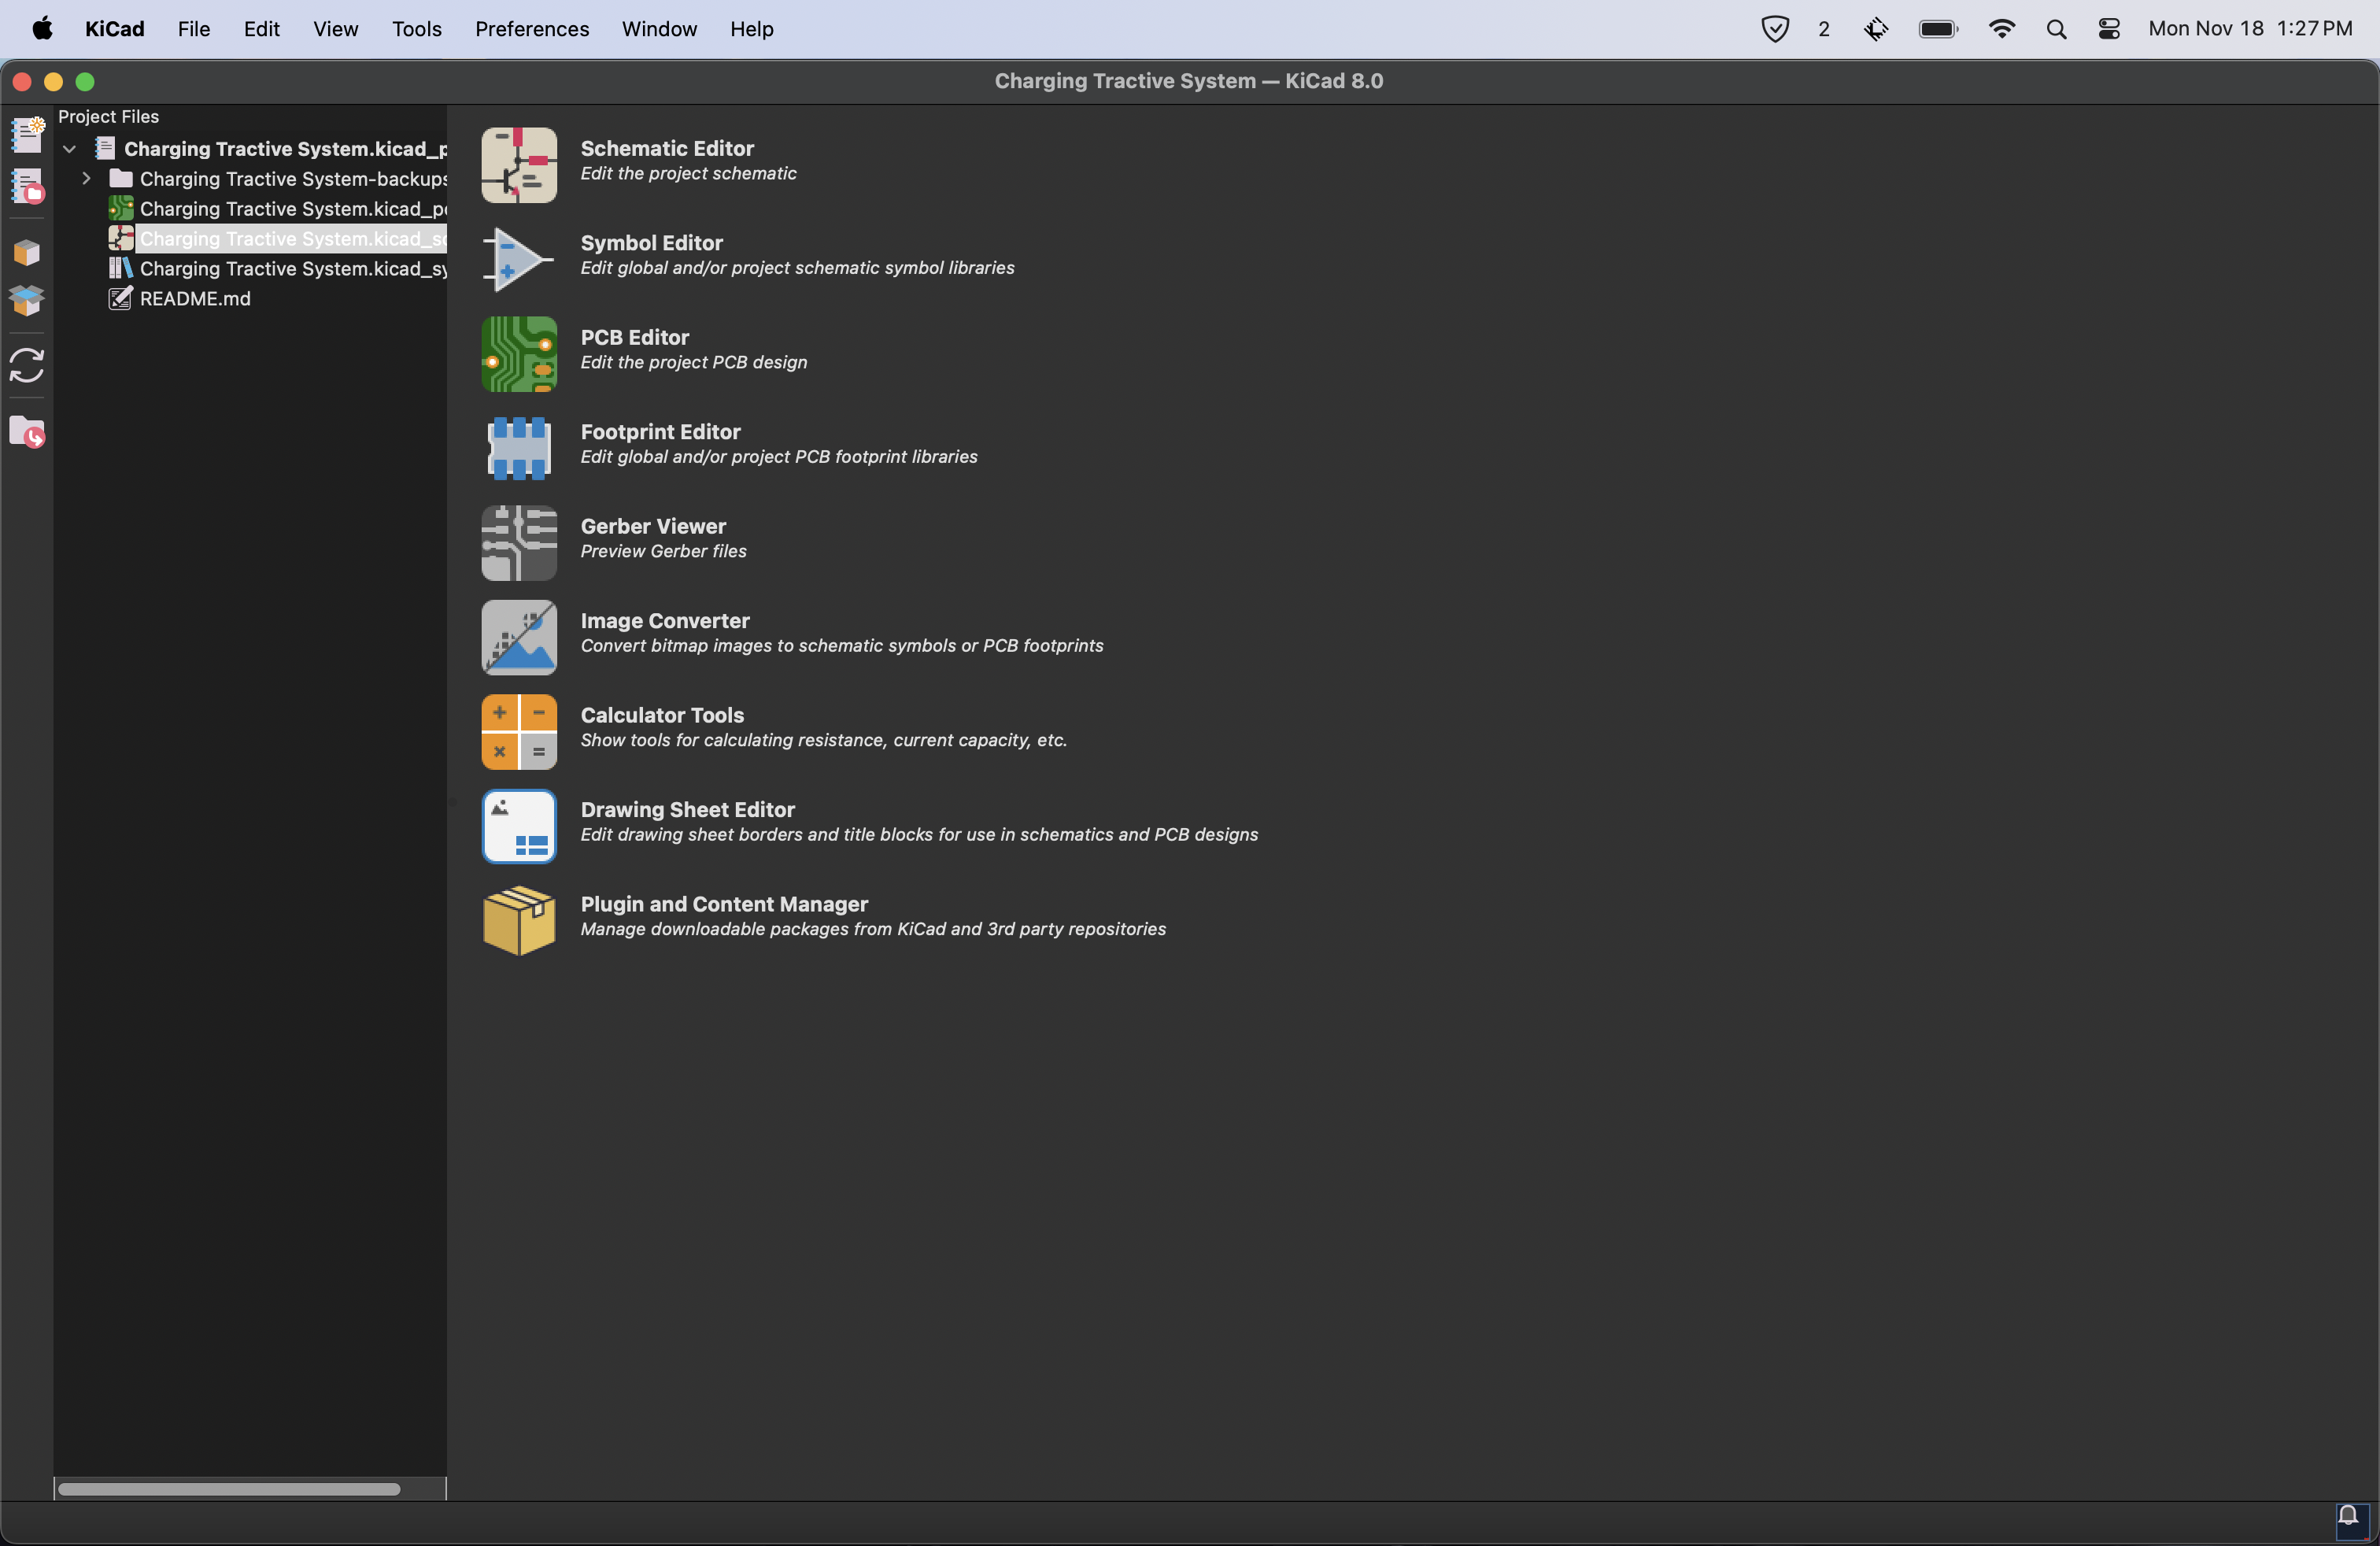 KiCad File Edit View Tools Preferences Window Help 2 Mon Nov 18 1:27 PM
Charging Tractive System — KiCad 8.0
Project Files
Charging Tractive System.kicad_p
Charging Tractive System-backups
Charging Tractive System.kicad_p
Charging Tractive System.kicad_s
Charging Tractive System.kicad_sy
README.md
Schematic Editor
Edit the project schematic
Symbol Editor
Edit global and/or project schematic symbol libraries
PCB Editor
Edit the project PCB design
Footprint Editor
Edit global and/or project PCB footprint libraries
Gerber Viewer
Preview Gerber files
Image Converter
Convert bitmap images to schematic symbols or PCB footprints
Calculator Tools
Show tools for calculating resistance, current capacity, etc.
Drawing Sheet Editor
Edit drawing sheet borders and title blocks for use in schematics and PCB designs
Plugin and Content Manager
Manage downloadable packages from KiCad and 3rd party repositories